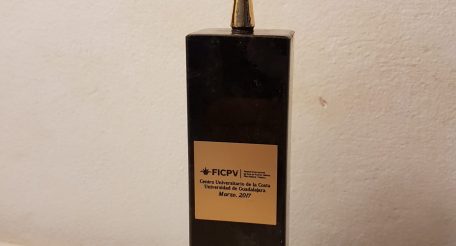 FICPV
Centro Universitario de la Costa
Universidad de Guadalajara
Marzo, 2017